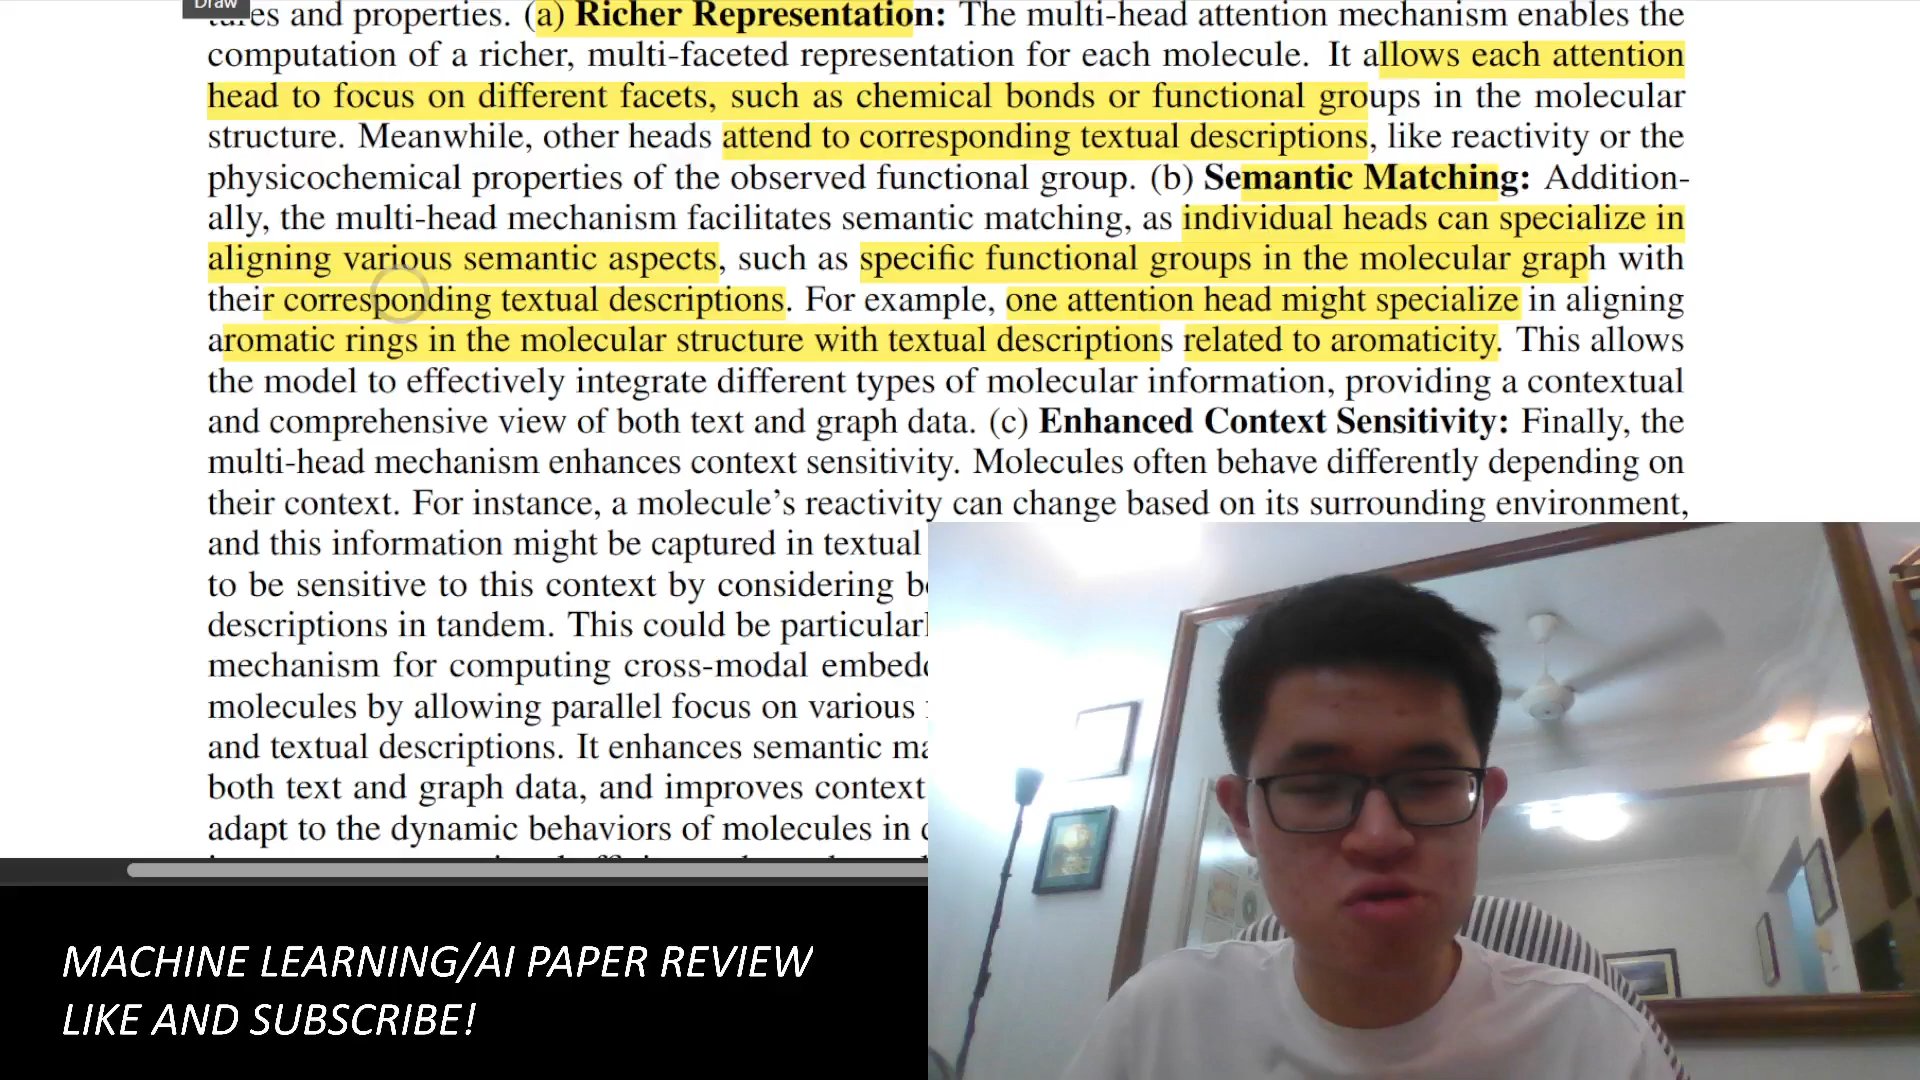 Draw
tures and properties. (a) Richer Representation: The multi-head attention mechanism enables the
computation of a richer, multi-faceted representation for each molecule. It allows each attention
head to focus on different facets, such as chemical bonds or functional groups in the molecular
structure. Meanwhile, other heads attend to corresponding textual descriptions, like reactivity or the
physicochemical properties of the observed functional group. (b) Semantic Matching: Addition-
ally, the multi-head mechanism facilitates semantic matching, as individual heads can specialize in
aligning various semantic aspects, such as specific functional groups in the molecular graph with
their corresponding textual descriptions. For example, one attention head might specialize in aligning
aromatic rings in the molecular structure with textual descriptions related to aromaticity. This allows
the model to effectively integrate different types of molecular information, providing a contextual
and comprehensive view of both text and graph data. (c) Enhanced Context Sensitivity: Finally, the
multi-head mechanism enhances context sensitivity. Molecules often behave differently depending on
their context. For instance, a molecule's reactivity can change based on its surrounding environment,
and this information might be captured in textual
to be sensitive to this context by considering
descriptions in tandem. This could be
mechanism for computing cross-modal
molecules by allowing parallel focus on various
and textual descriptions. It enhances semantic
both text and graph data, and improves context
adapt to the dynamic behaviors of molecules in
MACHINE LEARNING/AI PAPER REVIEW
LIKE AND SUBSCRIBE!